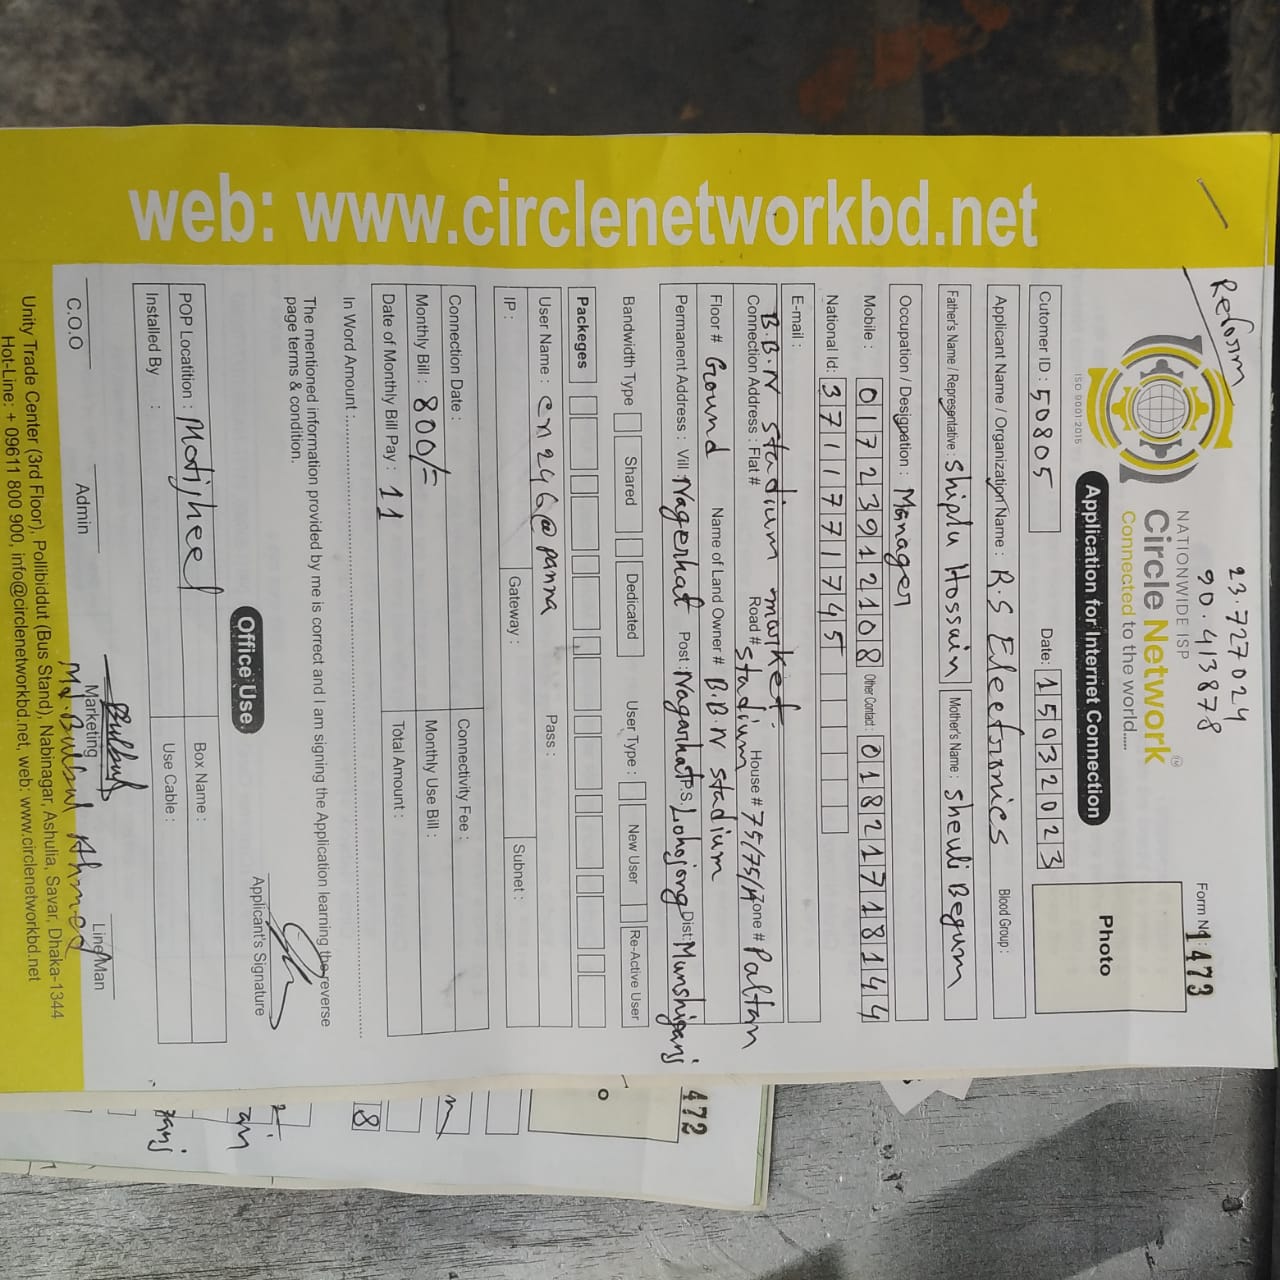 Reform
23.727024
90.413878
Form N: 1473
NATIONWIDE ISP
Circle Network
Connected to the world.....
ISO 9001:2015
Application for Internet Connection
Photo
Cutomer ID : 50805 Date: 15032023
Applicant Name / Organization Name : R.S Electronics Blood Group :
Father's Name / Representative : Shiplu Hossain Mother's Name : Sheuli Begum
Occupation / Designation : Manager
Mobile : 01723912108 Other Contact : 01821718144
National Id: 3711771745
E-mail :
B.B.N stadium market
Connection Address : Flat # Road # stadium House # 75/75/A Zone # Paltan
Floor # Ground Name of Land Owner # B.B.N stadium
Permanent Address : Vill : Nagerhat Post : Nagarhat P.S. Lohojong Dist: Munshiganj
Bandwidth Type Shared Dedicated User Type : New User Re-Active User
Packeges
User Name : cn246@panna Pass :
IP : Gateway : Subnet :
Connection Date : Connectivity Fee :
Monthly Bill : 800/= Monthly Use Bill :
Date of Monthly Bill Pay : 11 Total Amount :
In Word Amount :
The mentioned information provided by me is correct and I am signing the Application learning the reverse
page terms & condition.
Applicant's Signature
Office Use.
POP Locatition : Motijheel Box Name :
Installed By : Use Cable :
Bulbul
C.O.O Admin Marketing Line Man
Md. Bulbul Ahmed
Unity Trade Center (3rd Floor), Pollibiddut (Bus Stand), Nabinagar, Ashulia, Savar, Dhaka-1344
Hot-Line: + 09611 800 900, info@circlenetworkbd.net, web: www.circlenetworkbd.net
web: www.circlenetworkbd.net
472
8